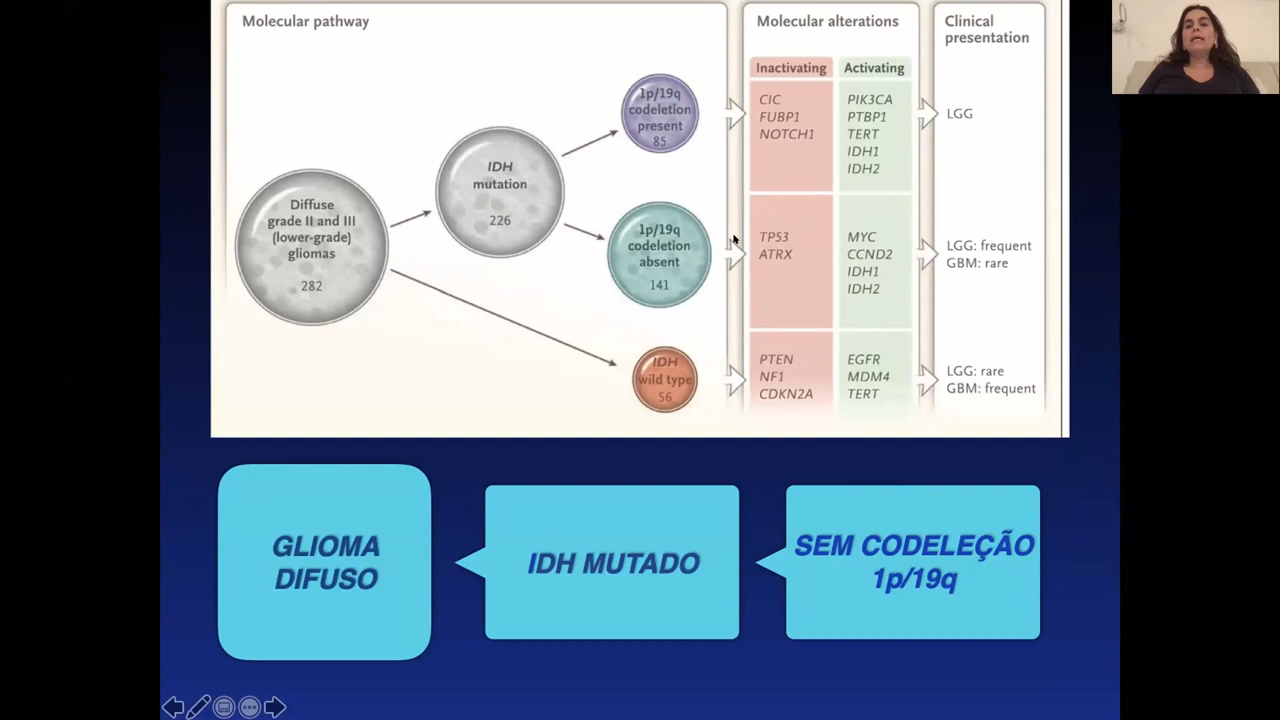 Molecular pathway
Diffuse
grade II and III
(lower-grade)
gliomas
282
IDH
mutation
226
1p/19q
codeletion
present
85
1p/19q
codeletion
absent
141
IDH
wild type
56
Molecular alterations
Inactivating
Activating
CIC
FUBP1
NOTCH1
PIK3CA
PTBP1
TERT
IDH1
IDH2
TP53
ATRX
MYC
CCND2
IDH1
IDH2
PTEN
NF1
CDKN2A
EGFR
MDM4
TERT
Clinical
presentation
LGG
LGG: frequent
GBM: rare
LGG: rare
GBM: frequent
GLIOMA
DIFUSO
IDH MUTADO
SEM CODELEÇÃO
1p/19q